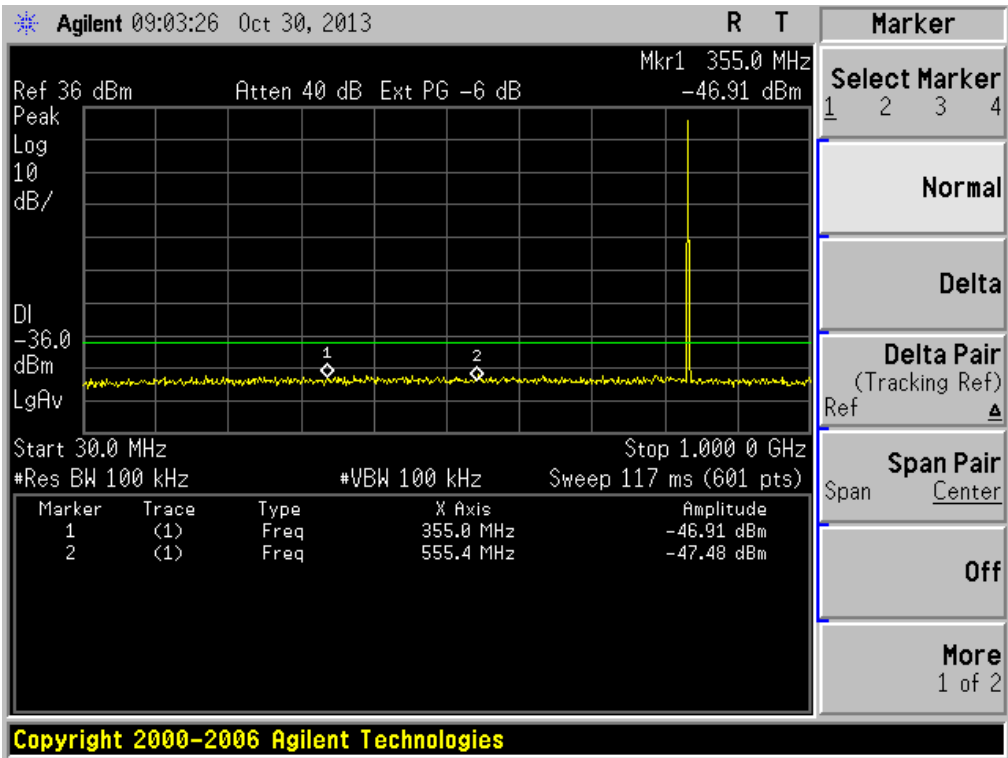 Agilent 09:03:26 Oct 30, 2013 R T
Mkr1 355.0 MHz
Ref 36 dBm Atten 40 dB Ext PG -6 dB -46.91 dBm
Peak
Log
10
dB/
DI
-36.0
dBm
LgAv
1 2
Start 30.0 MHz Stop 1.000 0 GHz
#Res BW 100 kHz #VBW 100 kHz Sweep 117 ms (601 pts)
Marker Trace Type X Axis Amplitude
1 (1) Freq 355.0 MHz -46.91 dBm
2 (1) Freq 555.4 MHz -47.48 dBm
Copyright 2000-2006 Agilent Technologies
Marker
Select Marker
1 2 3 4
Normal
Delta
Delta Pair
(Tracking Ref)
Ref Δ
Span Pair
Span Center
Off
More
1 of 2